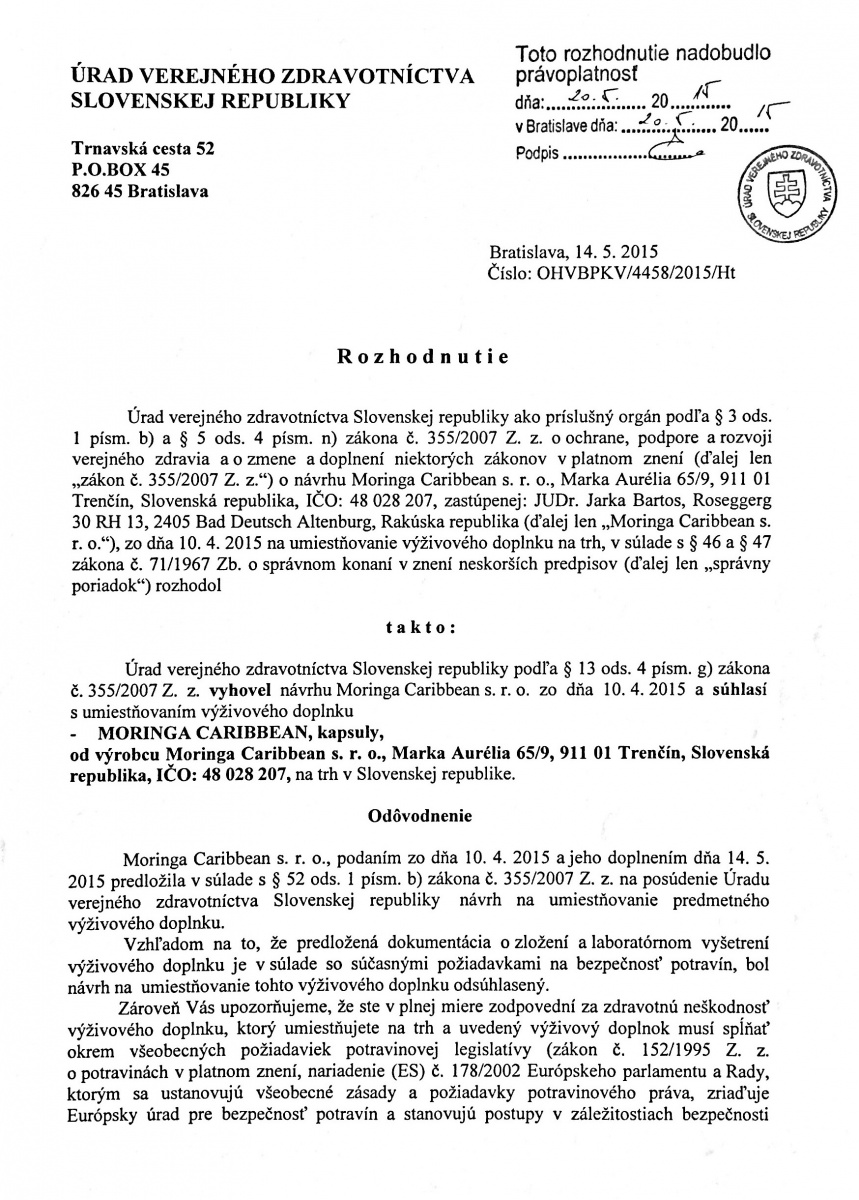 ÚRAD VEREJNÉHO ZDRAVOTNÍCTVA
SLOVENSKEJ REPUBLIKY
Trnavská cesta 52
P.O.BOX 45
826 45 Bratislava
Toto rozhodnutie nadobudlo
právoplatnosť
dňa: 20. 5. 2015
v Bratislave dňa: 20. 5. 2015
Podpis
ÚRAD VEREJNÉHO ZDRAVOTNÍCTVA
SLOVENSKEJ REPUBLIKY
Bratislava, 14. 5. 2015
Číslo: OHVBPKV/4458/2015/Ht
Rozhodnutie
Úrad verejného zdravotníctva Slovenskej republiky ako príslušný orgán podľa § 3 ods.
1 písm. b) a § 5 ods. 4 písm. n) zákona č. 355/2007 Z. z. o ochrane, podpore a rozvoji
verejného zdravia a o zmene a doplnení niektorých zákonov v platnom znení (ďalej len
„zákon č. 355/2007 Z. z.“) o návrhu Moringa Caribbean s. r. o., Marka Aurélia 65/9, 911 01
Trenčín, Slovenská republika, IČO: 48 028 207, zastúpenej: JUDr. Jarka Bartos, Roseggerg
30 RH 13, 2405 Bad Deutsch Altenburg, Rakúska republika (ďalej len „Moringa Caribbean s.
r. o.“), zo dňa 10. 4. 2015 na umiestňovanie výživového doplnku na trh, v súlade s § 46 a § 47
zákona č. 71/1967 Zb. o správnom konaní v znení neskorších predpisov (ďalej len „správny
poriadok“) rozhodol
takto:
Úrad verejného zdravotníctva Slovenskej republiky podľa § 13 ods. 4 písm. g) zákona
č. 355/2007 Z. z. vyhovel návrhu Moringa Caribbean s. r. o. zo dňa 10. 4. 2015 a súhlasí
s umiestňovaním výživového doplnku
- MORINGA CARIBBEAN, kapsuly,
od výrobcu Moringa Caribbean s. r. o., Marka Aurélia 65/9, 911 01 Trenčín, Slovenská
republika, IČO: 48 028 207, na trh v Slovenskej republike.
Odôvodnenie
Moringa Caribbean s. r. o., podaním zo dňa 10. 4. 2015 a jeho doplnením dňa 14. 5.
2015 predložila v súlade s § 52 ods. 1 písm. b) zákona č. 355/2007 Z. z. na posúdenie Úradu
verejného zdravotníctva Slovenskej republiky návrh na umiestňovanie predmetného
výživového doplnku.
Vzhľadom na to, že predložená dokumentácia o zložení a laboratórnom vyšetrení
výživového doplnku je v súlade so súčasnými požiadavkami na bezpečnosť potravín, bol
návrh na umiestňovanie tohto výživového doplnku odsúhlasený.
Zároveň Vás upozorňujeme, že ste v plnej miere zodpovední za zdravotnú neškodnosť
výživového doplnku, ktorý umiestňujete na trh a uvedený výživový doplnok musí spĺňať
okrem všeobecných požiadaviek potravinovej legislatívy (zákon č. 152/1995 Z. z.
o potravinách v platnom znení, nariadenie (ES) č. 178/2002 Európskeho parlamentu a Rady,
ktorým sa ustanovujú všeobecné zásady a požiadavky potravinového práva, zriaďuje
Európsky úrad pre bezpečnosť potravín a stanovujú postupy v záležitostiach bezpečnosti